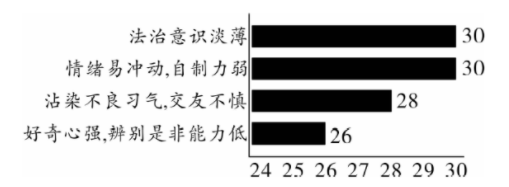 法治意识淡薄 30
情绪易冲动,自制力弱 30
沾染不良习气,交友不慎 28
好奇心强,辨别是非能力低 26
24 25 26 27 28 29 30